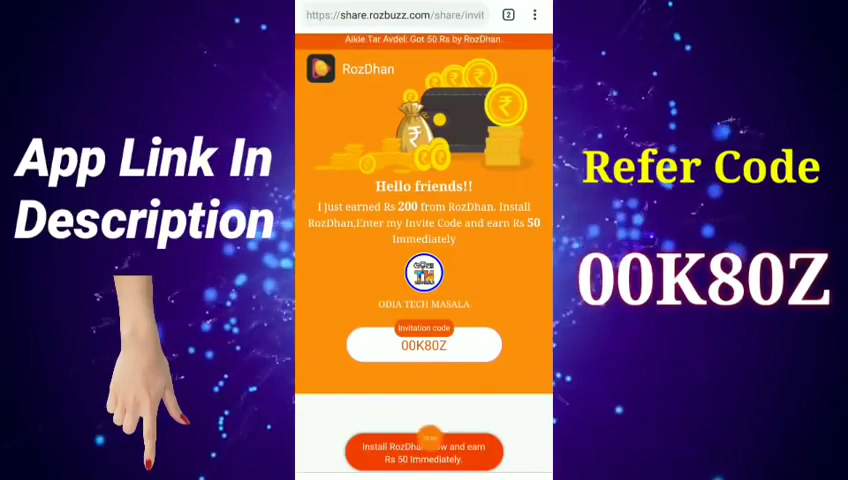 https://share.rozbuzz.com/share/invit
2
Alkie Tar Avdel: Got 50 Rs by RozDhan.
RozDhan
Hello friends!!
I just earned Rs 200 from RozDhan. Install
RozDhan,Enter my Invite Code and earn Rs 50
Immediately
ODIA TECH MASALA
Invitation code
00K80Z
Install RozDhan now and earn
Rs 50 Immediately.
App Link In
Description
Refer Code
00K80Z